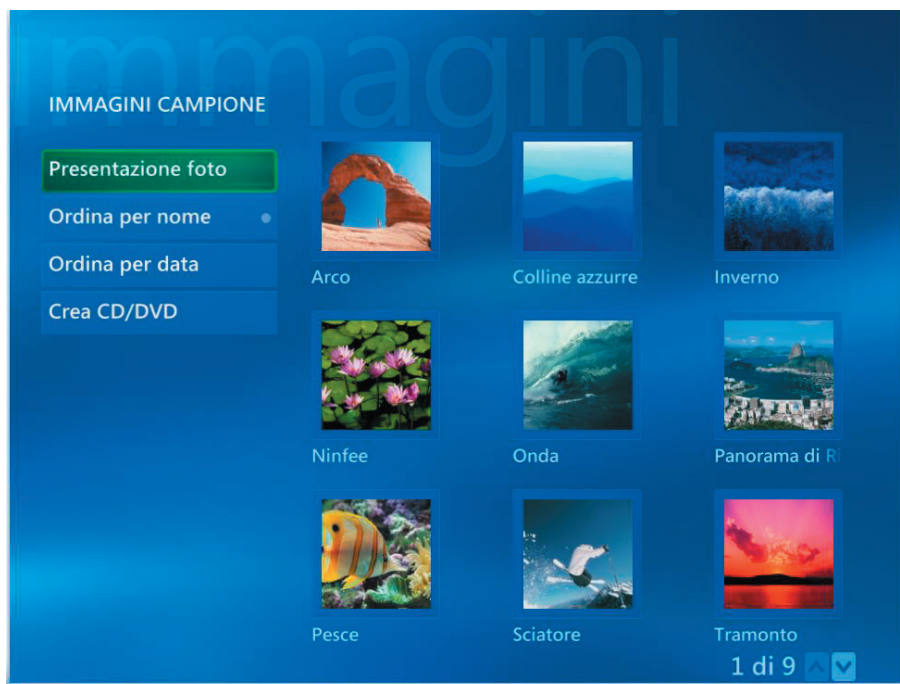 immagini
IMMAGINI CAMPIONE
Presentazione foto
Ordina per nome
Ordina per data
Crea CD/DVD
Arco
Colline azzurre
Inverno
Ninfee
Onda
Panorama di Ri
Pesce
Sciatore
Tramonto
1 di 9